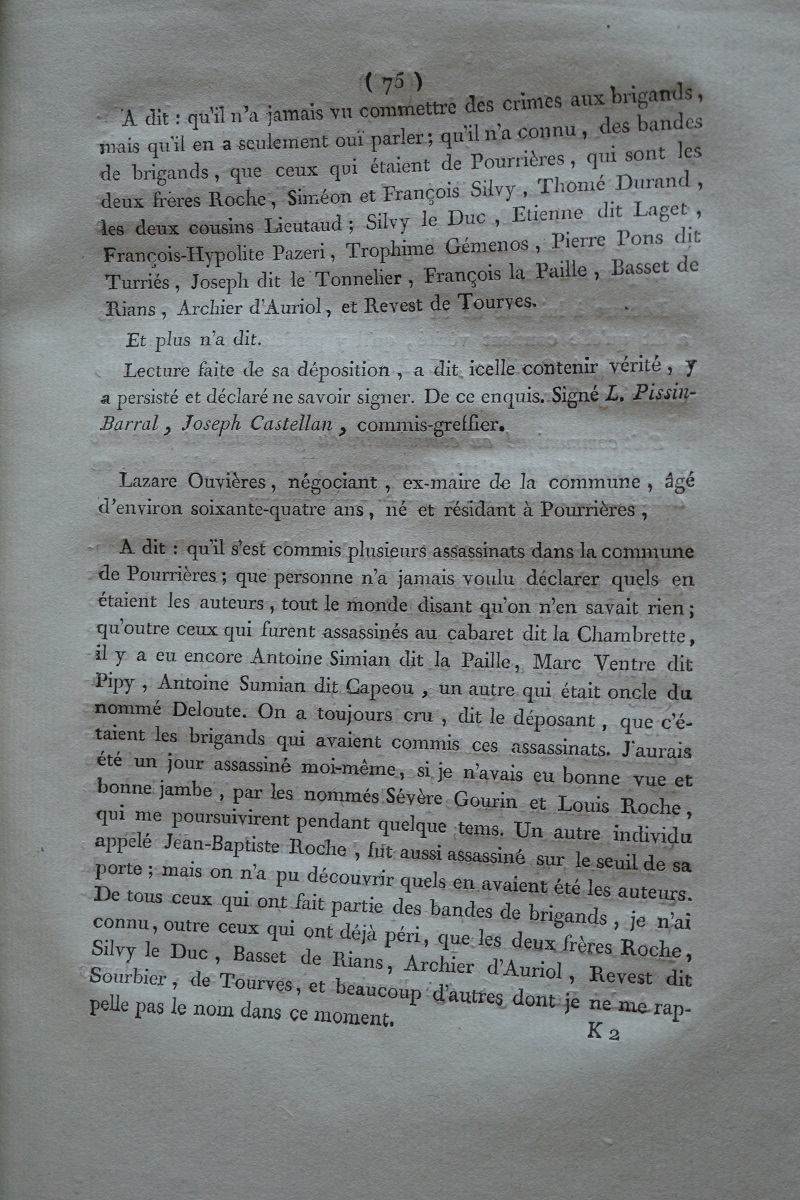 ( 75 )
A dit : qu'il n'a jamais vu commettre des crimes aux brigands,
mais qu'il en a seulement ouï parler; qu'il n'a connu, des bandes
de brigands, que ceux qui étaient de Pourrières, qui sont les
deux frères Roche, Siméon et François Silvy, Thomé Durand,
les deux cousins Lieutaud; Silvy le Duc, Etienne dit Laget,
François-Hypolite Pazeri, Trophime Gémenos, Pierre Pons dit
Turriés, Joseph dit le Tonnelier, François la Paille, Basset de
Rians, Archier d'Auriol, et Revest de Tourves.
Et plus n'a dit.
Lecture faite de sa déposition, a dit icelle contenir vérité, y
a persisté et déclaré ne savoir signer. De ce enquis. Signé L. Pissin-
Barral, Joseph Castellan, commis-greffier.
Lazare Ouvières, négociant, ex-maire de la commune, âgé
d'environ soixante-quatre ans, né et résidant à Pourrières,
A dit : qu'il s'est commis plusieurs assassinats dans la commune
de Pourrières; que personne n'a jamais voulu déclarer quels en
étaient les auteurs, tout le monde disant qu'on n'en savait rien;
qu'outre ceux qui furent assassinés au cabaret dit la Chambrette,
il y a eu encore Antoine Simian dit la Paille, Marc Ventre dit
Pipy, Antoine Sumian dit Capeou, un autre qui était oncle du
nommé Deloute. On a toujours cru, dit le déposant, que c'é-
taient les brigands qui avaient commis ces assassinats. J'aurais
été un jour assassiné moi-même, si je n'avais eu bonne vue et
bonne jambe, par les nommés Sévère Gourin et Louis Roche,
qui me poursuivirent pendant quelque tems. Un autre individu
appelé Jean-Baptiste Roche, fut aussi assassiné sur le seuil de sa
porte; mais on n'a pu découvrir quels en avaient été les auteurs.
De tous ceux qui ont fait partie des bandes de brigands, je n'ai
connu, outre ceux qui ont déjà péri, que les deux frères Roche,
Silvy le Duc, Basset de Rians, Archier d'Auriol, Revest dit
Sourbier, de Tourves, et beaucoup d'autres dont je ne me rap-
pelle pas le nom dans ce moment.
K 2